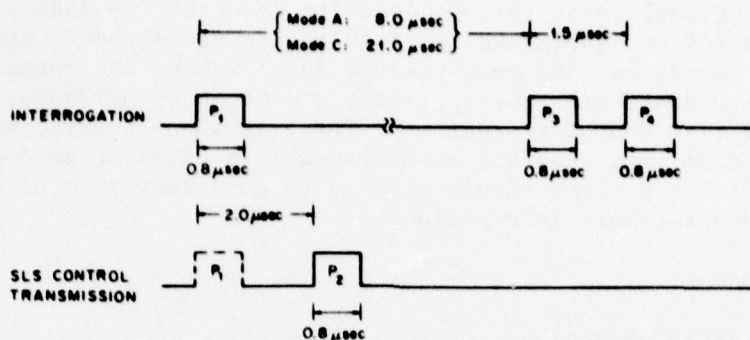 Mode A: 8.0 μsec
Mode C: 21.0 μsec
1.5 μsec
INTERROGATION
P1
P3
P4
0.8 μsec
0.8 μsec
0.8 μsec
2.0 μsec
SLS CONTROL
TRANSMISSION
P1
P2
0.8 μsec